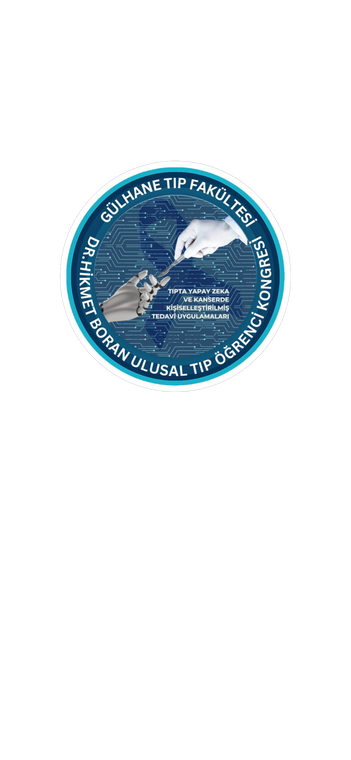 GÜLHANE TIP FAKÜLTESİ
DR.HİKMET BORAN ULUSAL TIP ÖĞRENCİ KONGRESİ
TIPTA YAPAY ZEKA
VE KANSERDE
KİŞİSELLEŞTİRİLMİŞ
TEDAVİ UYGULAMALARI